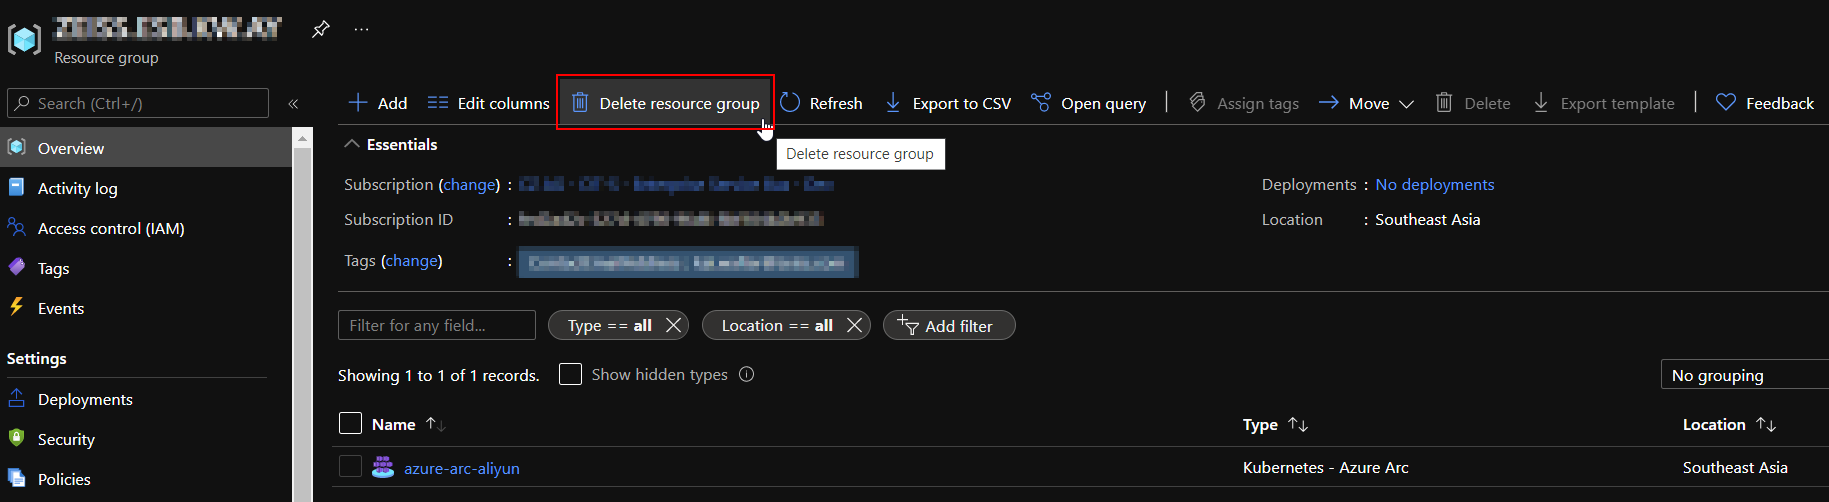 Resource group
Search (Ctrl+/)
«
Add
Edit columns
Delete resource group
Refresh
Export to CSV
Open query
Assign tags
Move
Delete
Export template
Feedback
Delete resource group
Overview
Activity log
Access control (IAM)
Tags
Events
Settings
Deployments
Security
Policies
Essentials
Subscription (change) :
Subscription ID :
Tags (change) :
Deployments : No deployments
Location : Southeast Asia
Filter for any field...
Type == all
Location == all
Add filter
Showing 1 to 1 of 1 records.
Show hidden types
No grouping
Name
Type
Location
azure-arc-aliyun
Kubernetes - Azure Arc
Southeast Asia